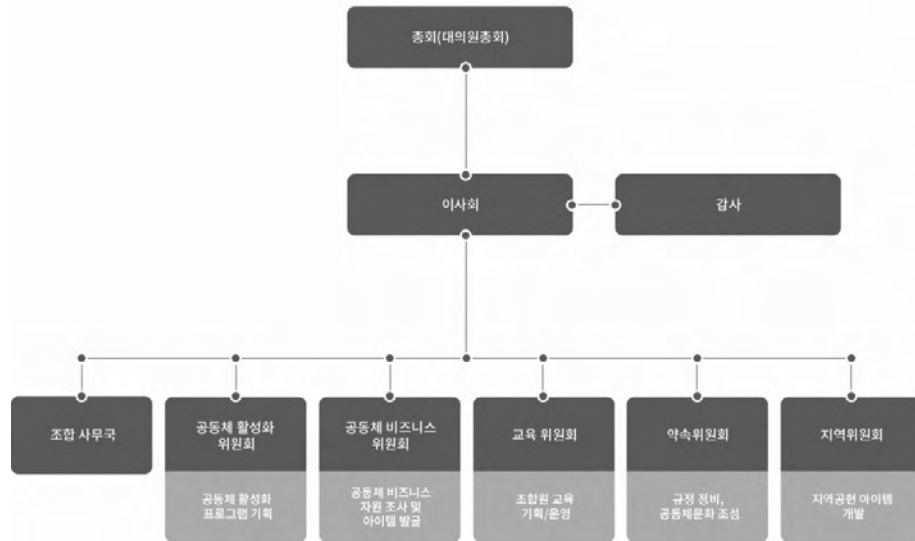 총회(대의원총회)
이사회
감사
조합 사무국
공동체 활성화
위원회
공동체 활성화
프로그램 기획
공동체 비즈니스
위원회
공동체 비즈니스
자원 조사 및
아이템 발굴
교육 위원회
조합원 교육
기획/운영
약속위원회
규정 정비,
공동체문화 조성
지역위원회
지역공헌 아이템
개발